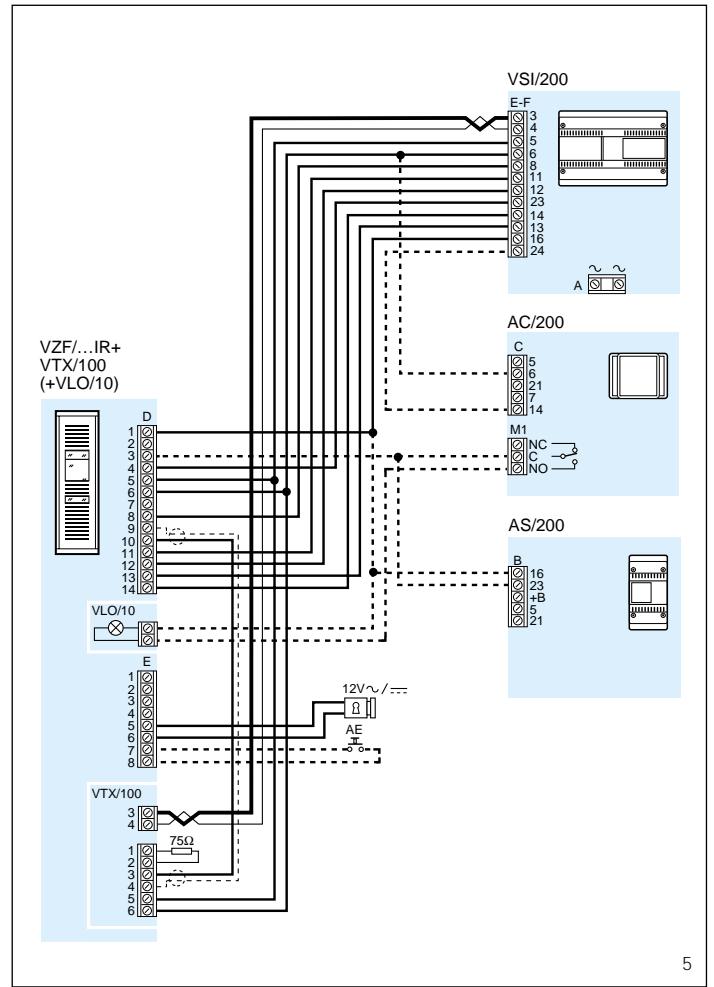 VSI/200
E-F
3
4
5
6
8
11
12
23
14
13
16
24
A
AC/200
C
5
6
21
7
14
M1
NC
C
NO
AS/200
B
16
23
+B
5
21
VZF/…IR+
VTX/100
(+VLO/10)
D
1
2
3
4
5
6
7
8
9
10
11
12
13
14
VLO/10
E
1
2
3
4
5
6
7
8
12V~/⎓
AE
VTX/100
3
4
75Ω
1
2
3
4
5
6
5